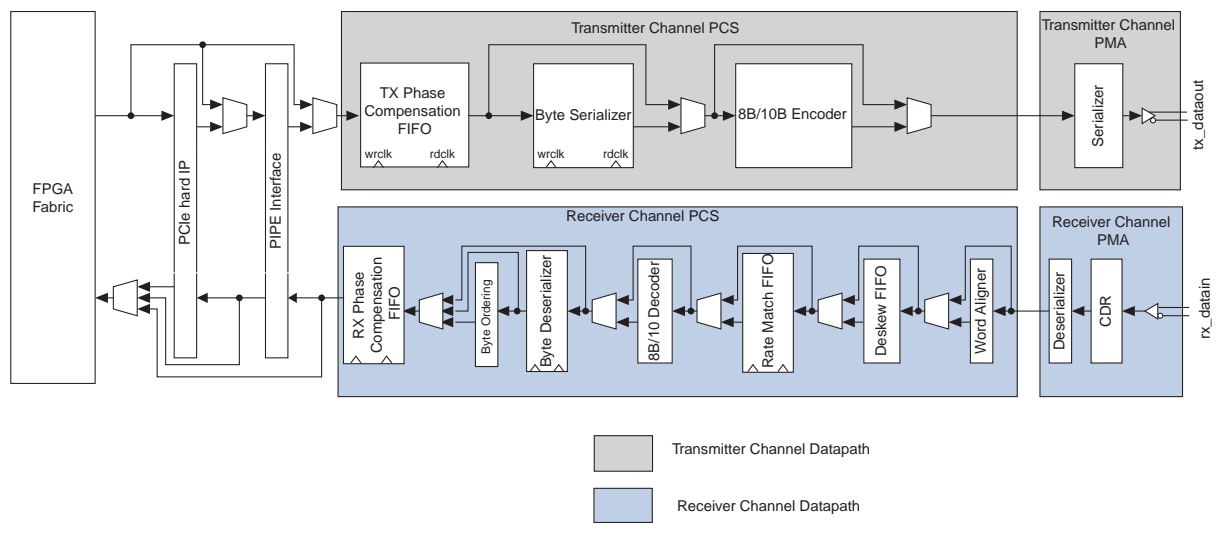 FPGA
Fabric
PCIe hard IP
PIPE Interface
Transmitter Channel PCS
TX Phase
Compensation
FIFO
wrclk
rdclk
Byte Serializer
wrclk
rdclk
8B/10B Encoder
Transmitter Channel
PMA
Serializer
tx_dataout
Receiver Channel PCS
RX Phase
Compensation
FIFO
Byte Ordering
Byte Deserializer
8B/10 Decoder
Rate Match FIFO
Deskew FIFO
Word Aligner
Receiver Channel
PMA
Deserializer
CDR
rx_datain
Transmitter Channel Datapath
Receiver Channel Datapath